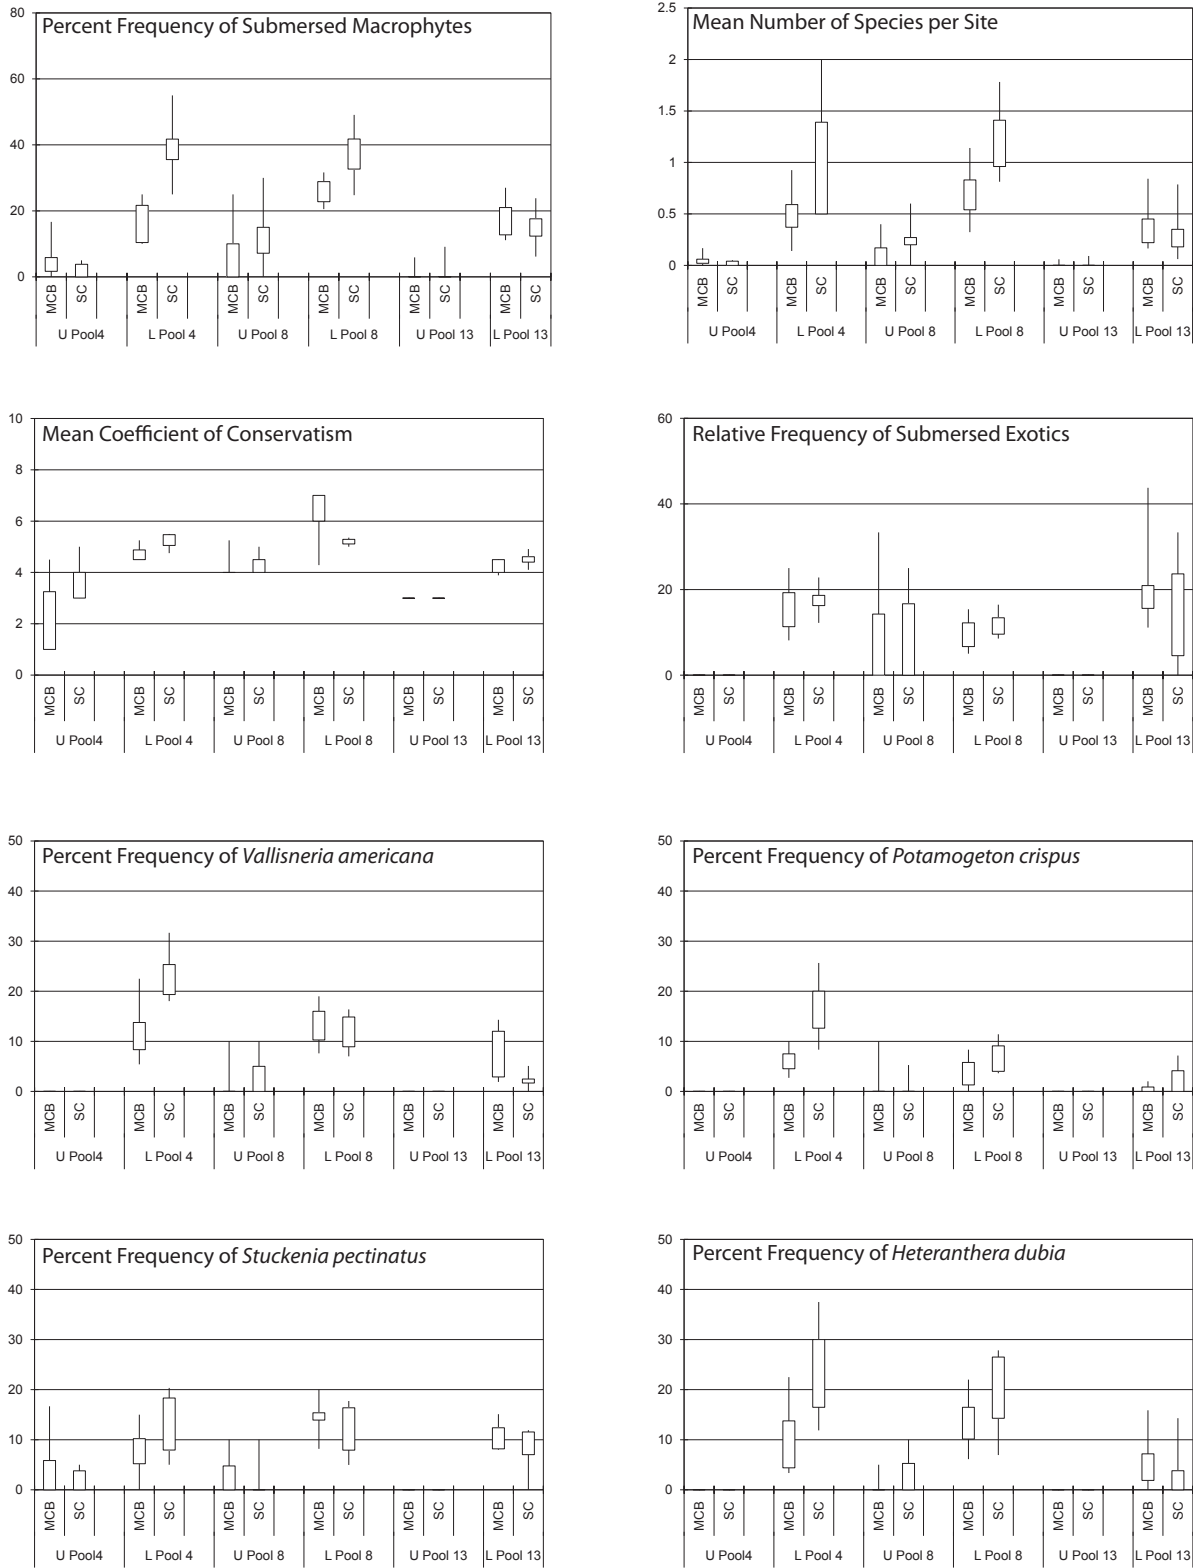 Percent Frequency of Submersed Macrophytes
80
60
40
20
0
MCB SC MCB SC MCB SC MCB SC MCB SC MCB SC
U Pool4 L Pool 4 U Pool 8 L Pool 8 U Pool 13 L Pool 13
Mean Number of Species per Site
2.5
2
1.5
1
0.5
0
MCB SC MCB SC MCB SC MCB SC MCB SC MCB SC
U Pool4 L Pool 4 U Pool 8 L Pool 8 U Pool 13 L Pool 13
Mean Coefficient of Conservatism
10
8
6
4
2
0
MCB SC MCB SC MCB SC MCB SC MCB SC MCB SC
U Pool4 L Pool 4 U Pool 8 L Pool 8 U Pool 13 L Pool 13
Relative Frequency of Submersed Exotics
60
40
20
0
MCB SC MCB SC MCB SC MCB SC MCB SC MCB SC
U Pool4 L Pool 4 U Pool 8 L Pool 8 U Pool 13 L Pool 13
Percent Frequency of Vallisneria americana
50
40
30
20
10
0
MCB SC MCB SC MCB SC MCB SC MCB SC MCB SC
U Pool4 L Pool 4 U Pool 8 L Pool 8 U Pool 13 L Pool 13
Percent Frequency of Potamogeton crispus
50
40
30
20
10
0
MCB SC MCB SC MCB SC MCB SC MCB SC MCB SC
U Pool4 L Pool 4 U Pool 8 L Pool 8 U Pool 13 L Pool 13
Percent Frequency of Stuckenia pectinatus
50
40
30
20
10
0
MCB SC MCB SC MCB SC MCB SC MCB SC MCB SC
U Pool4 L Pool 4 U Pool 8 L Pool 8 U Pool 13 L Pool 13
Percent Frequency of Heteranthera dubia
50
40
30
20
10
0
MCB SC MCB SC MCB SC MCB SC MCB SC MCB SC
U Pool4 L Pool 4 U Pool 8 L Pool 8 U Pool 13 L Pool 13